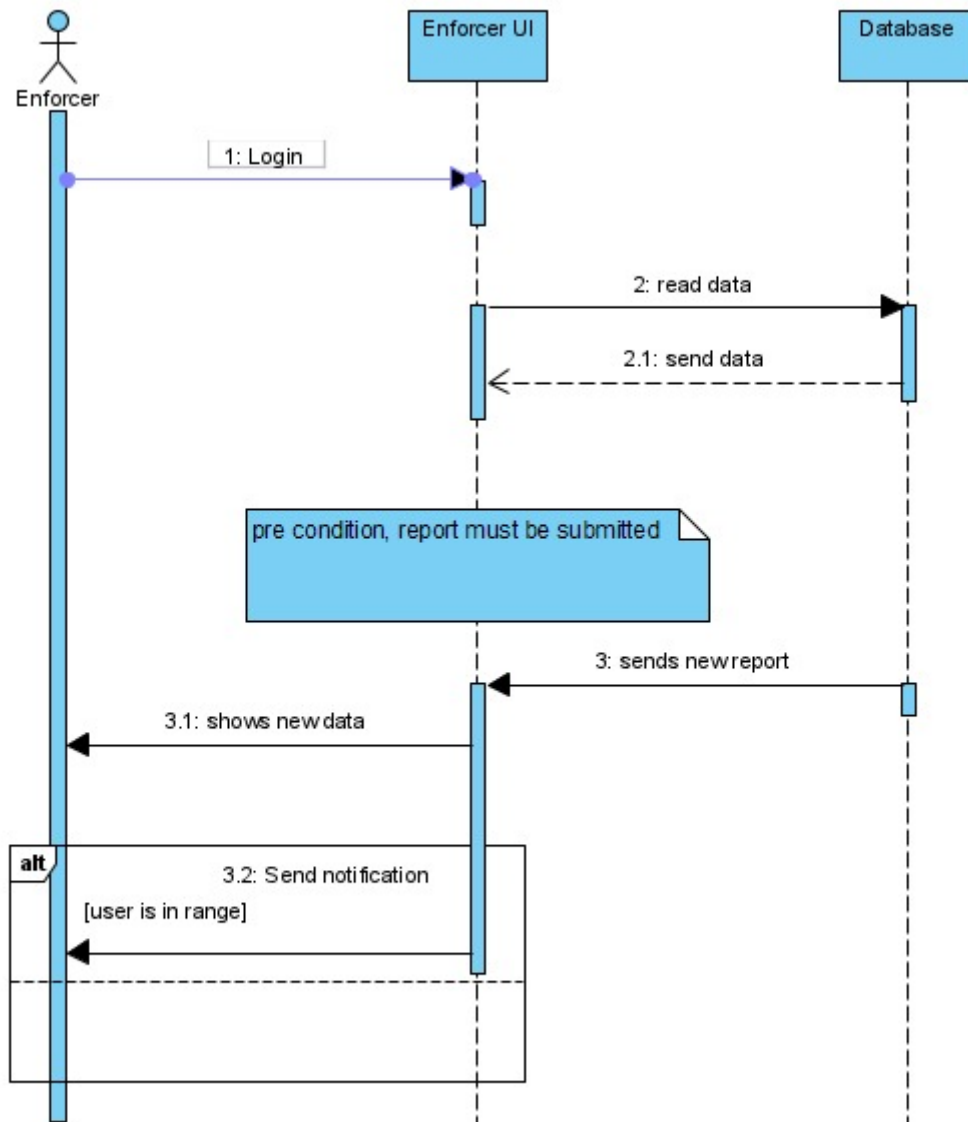 Enforcer UI
Database
Enforcer
1: Login
2: read data
2.1: send data
pre condition, report must be submitted
3: sends new report
3.1: shows new data
alt
3.2: Send notification
[user is in range]